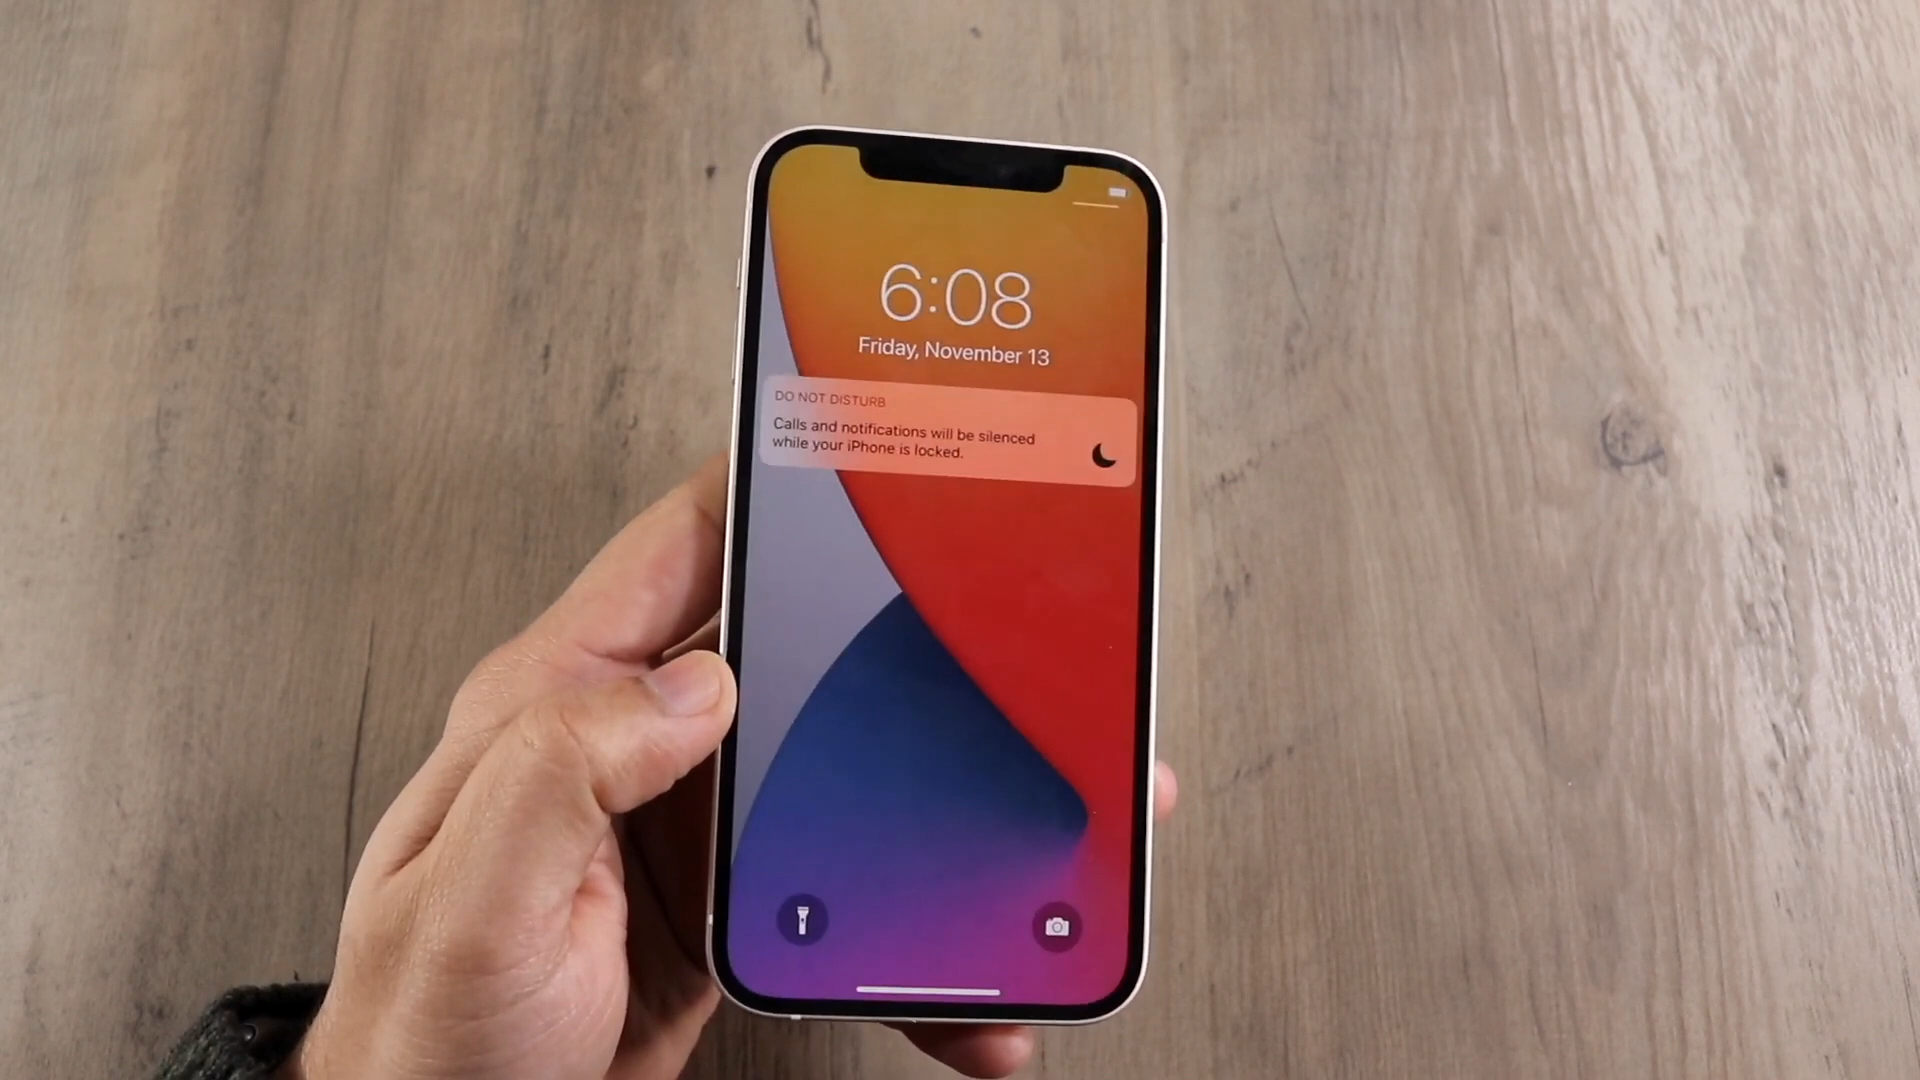 6:08
Friday, November 13
DO NOT DISTURB
Calls and notifications will be silenced
while your iPhone is locked.